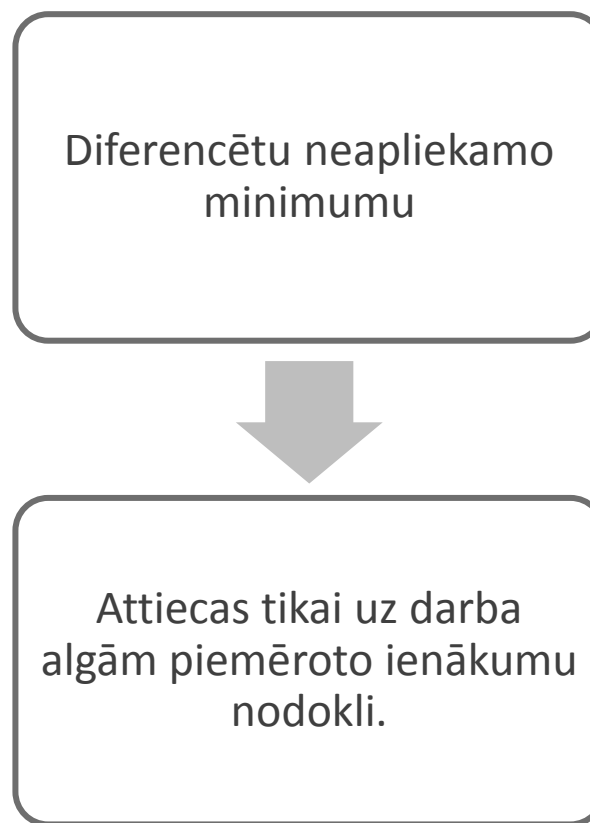 Diferencētu neapliekamo
minimumu
Attiecas tikai uz darba
algām piemēroto ienākumu
nodokli.